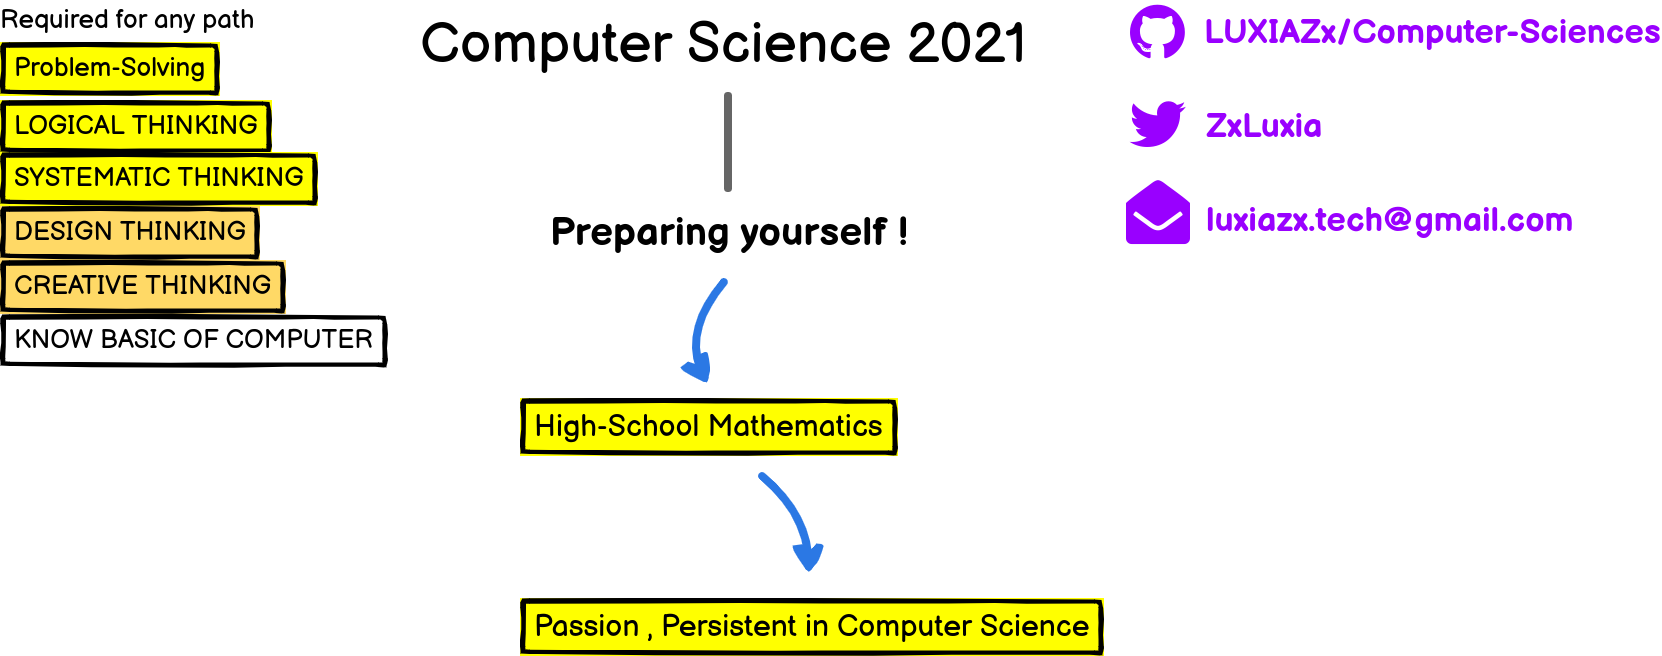 Required for any path
Problem-Solving
LOGICAL THINKING
SYSTEMATIC THINKING
DESIGN THINKING
CREATIVE THINKING
KNOW BASIC OF COMPUTER
Computer Science 2021
Preparing yourself !
High-School Mathematics
Passion , Persistent in Computer Science
LUXIAZx/Computer-Sciences
ZxLuxia
luxiazx.tech@gmail.com